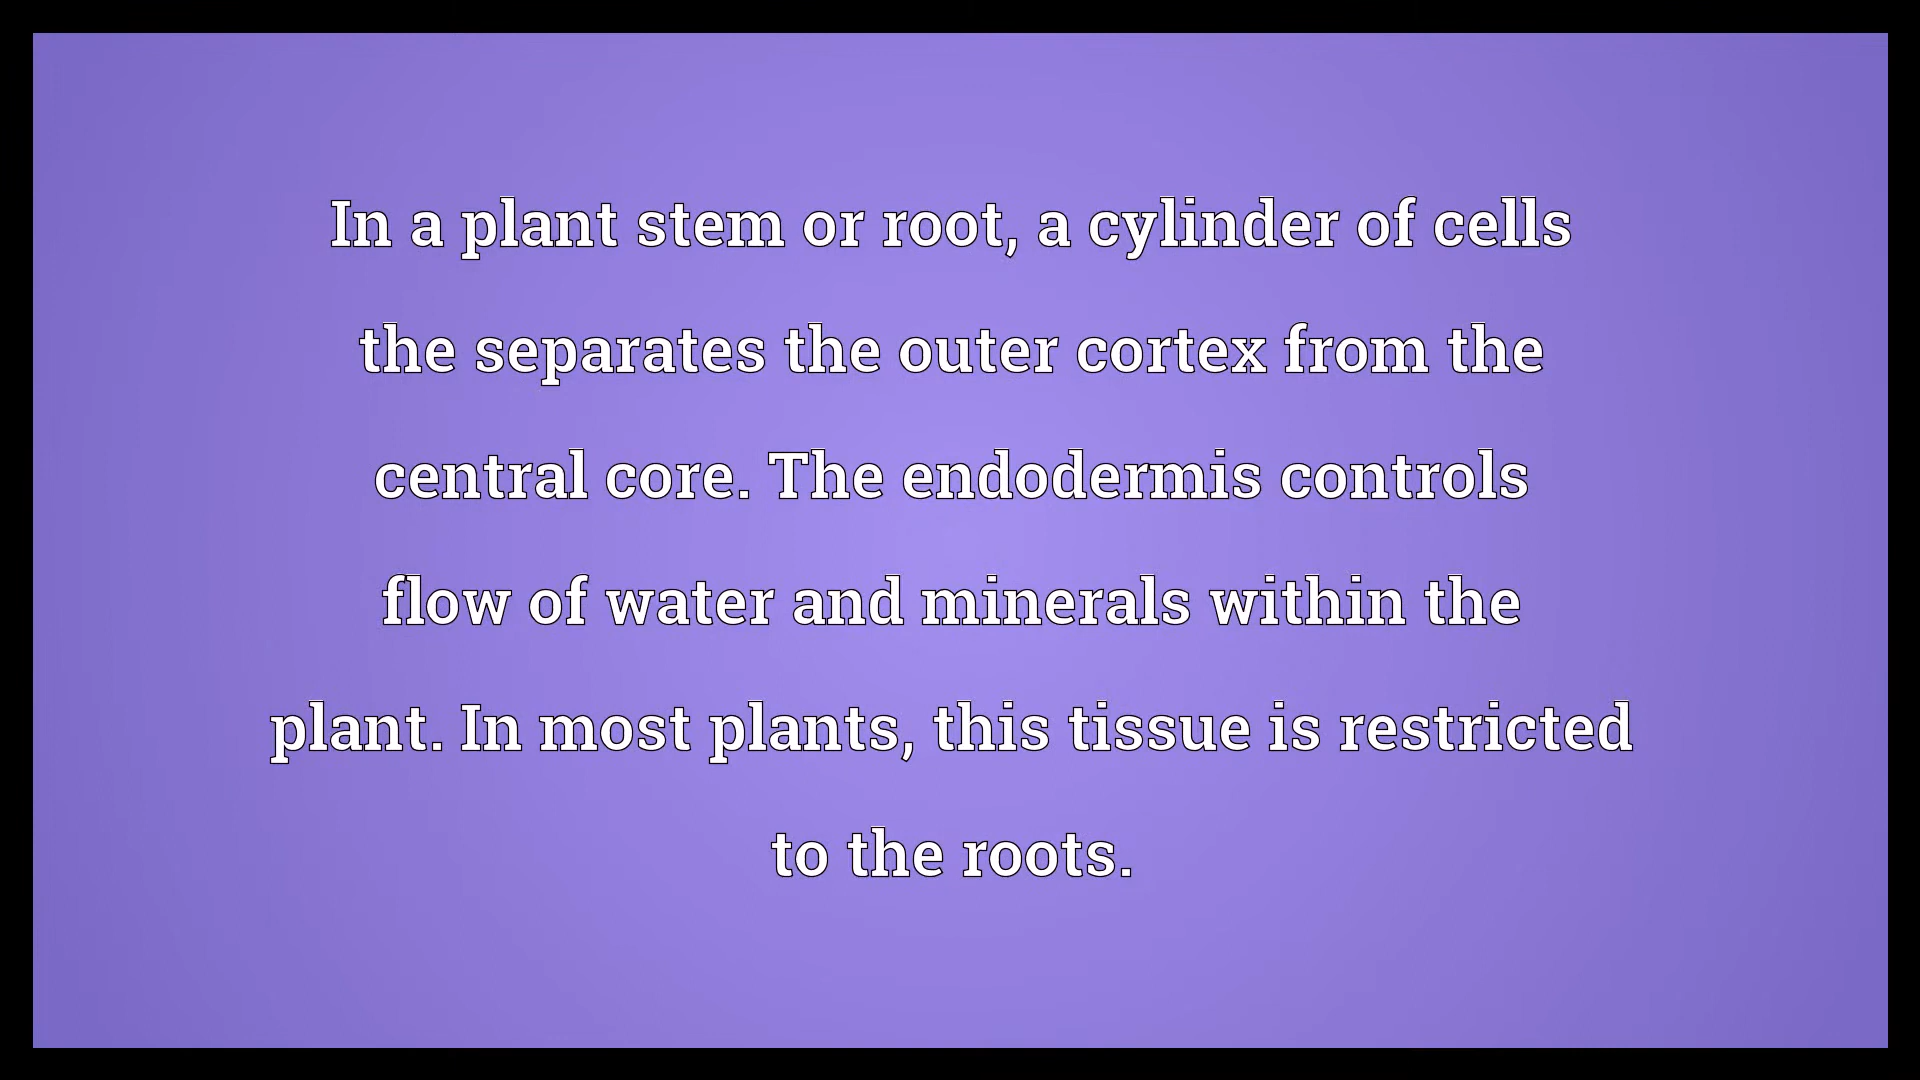 In a plant stem or root, a cylinder of cells
the separates the outer cortex from the
central core. The endodermis controls
flow of water and minerals within the
plant. In most plants, this tissue is restricted
to the roots.